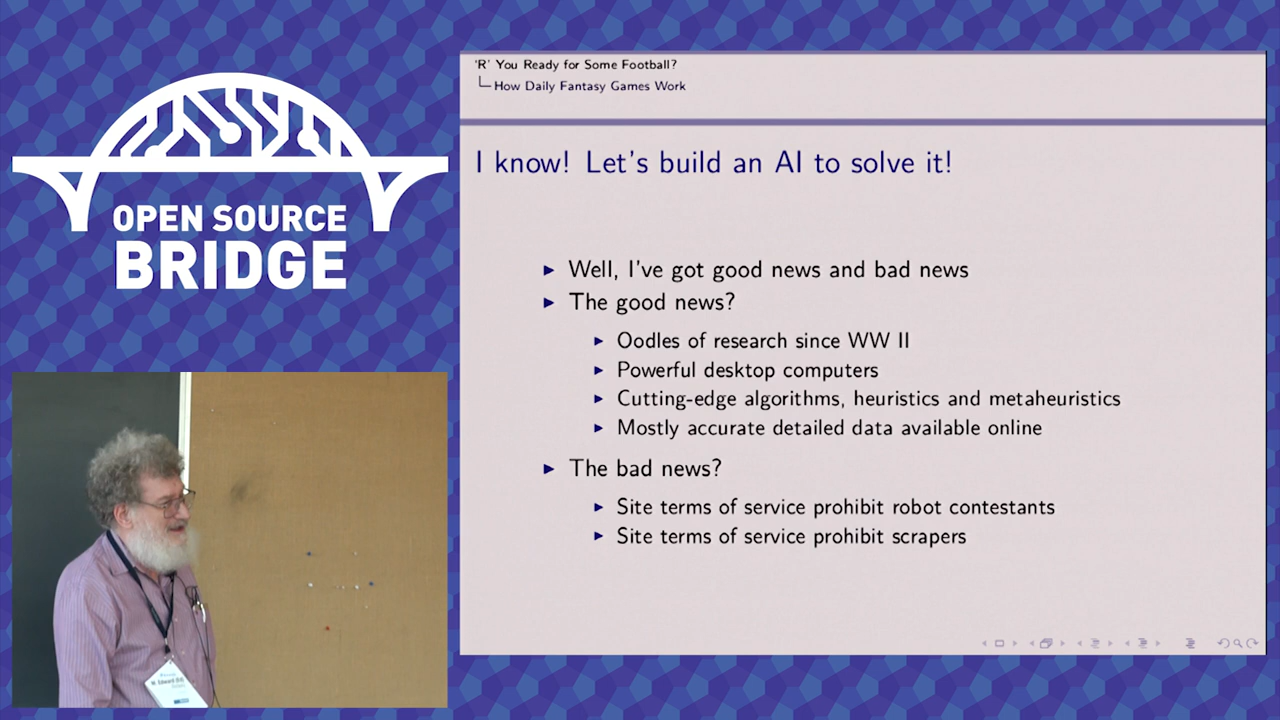 OPEN SOURCE
BRIDGE
'R' You Ready for Some Football?
How Daily Fantasy Games Work
I know! Let's build an AI to solve it!
Well, I've got good news and bad news
The good news?
Oodles of research since WW II
Powerful desktop computers
Cutting-edge algorithms, heuristics and metaheuristics
Mostly accurate detailed data available online
The bad news?
Site terms of service prohibit robot contestants
Site terms of service prohibit scrapers